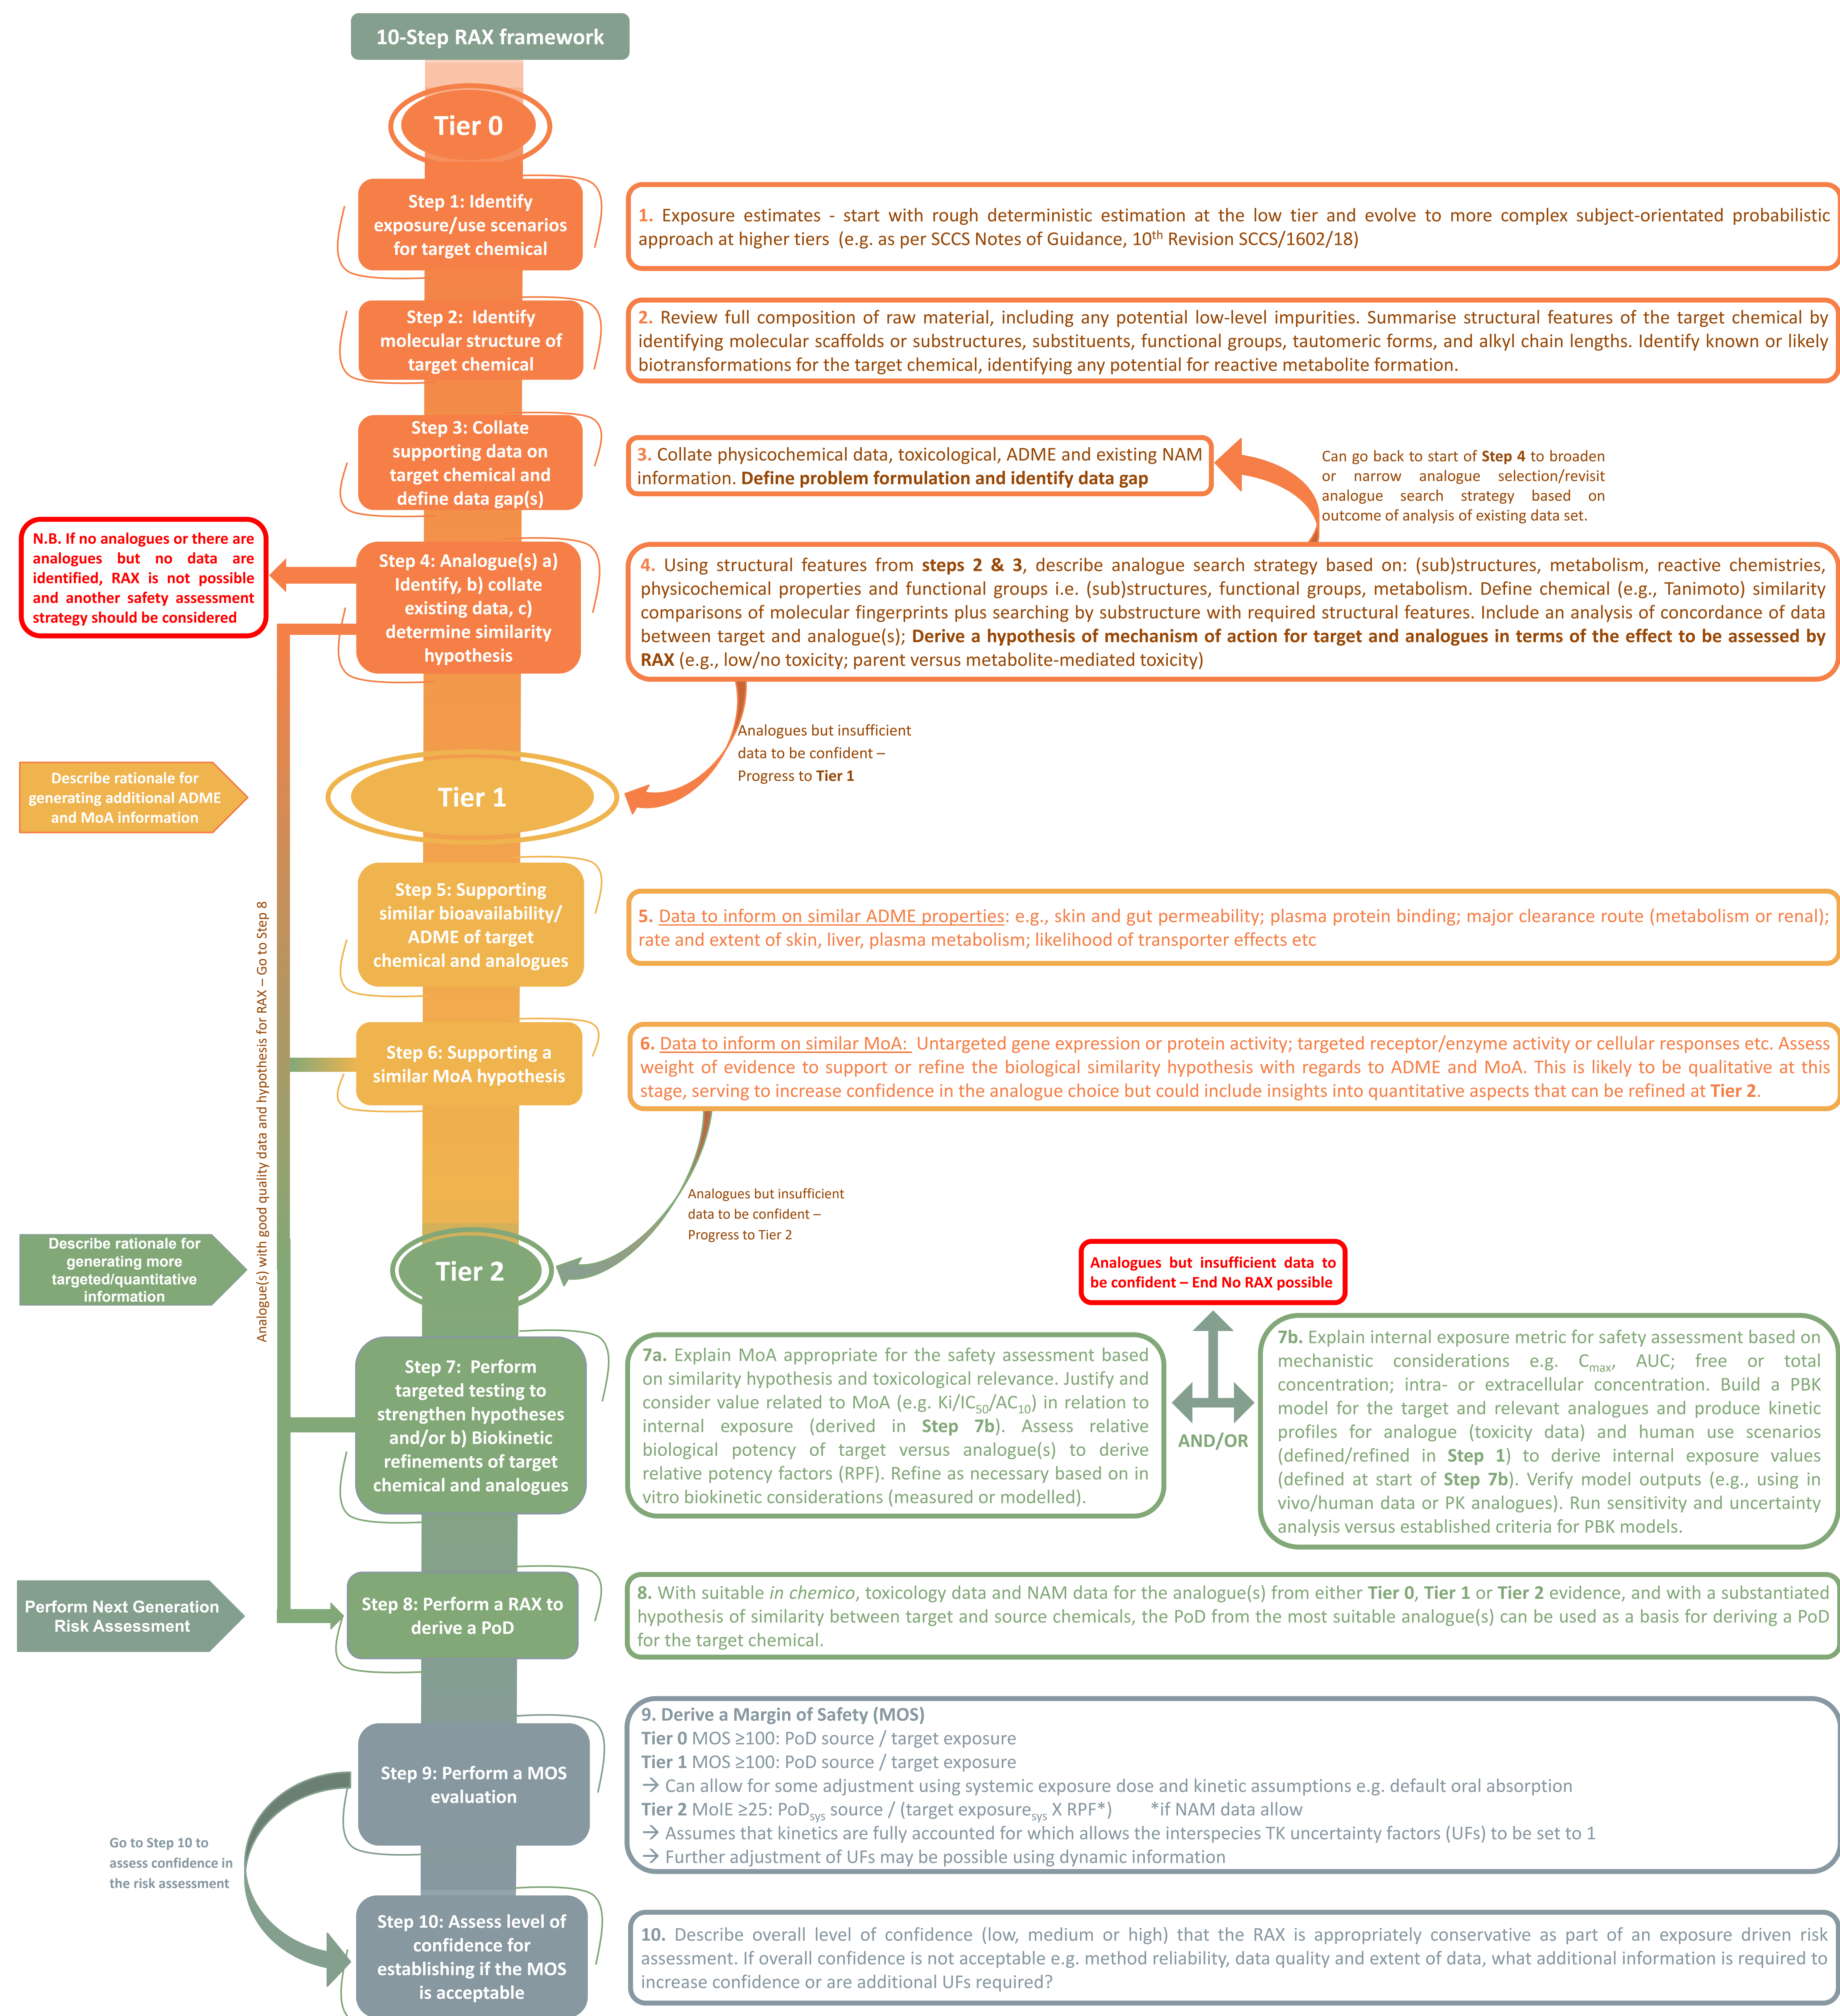 10-Step RAX framework
Tier 0
Step 1: Identify
exposure/use scenarios
for target chemical
1. Exposure estimates - start with rough deterministic estimation at the low tier and evolve to more complex subject-orientated probabilistic
approach at higher tiers (e.g. as per SCCS Notes of Guidance, 10th Revision SCCS/1602/18)
Step 2: Identify
molecular structure of
target chemical
2. Review full composition of raw material, including any potential low-level impurities. Summarise structural features of the target chemical by
identifying molecular scaffolds or substructures, substituents, functional groups, tautomeric forms, and alkyl chain lengths. Identify known or likely
biotransformations for the target chemical, identifying any potential for reactive metabolite formation.
Step 3: Collate
supporting data on
target chemical and
define data gap(s)
3. Collate physicochemical data, toxicological, ADME and existing NAM
information. Define problem formulation and identify data gap
Can go back to start of Step 4 to broaden
or narrow analogue selection/revisit
analogue search strategy based on
outcome of analysis of existing data set.
N.B. If no analogues or there are
analogues but no data are
identified, RAX is not possible
and another safety assessment
strategy should be considered
Step 4: Analogue(s) a)
Identify, b) collate
existing data, c)
determine similarity
hypothesis
4. Using structural features from steps 2 & 3, describe analogue search strategy based on: (sub)structures, metabolism, reactive chemistries,
physicochemical properties and functional groups i.e. (sub)structures, functional groups, metabolism. Define chemical (e.g., Tanimoto) similarity
comparisons of molecular fingerprints plus searching by substructure with required structural features. Include an analysis of concordance of data
between target and analogue(s); Derive a hypothesis of mechanism of action for target and analogues in terms of the effect to be assessed by
RAX (e.g., low/no toxicity; parent versus metabolite-mediated toxicity)
Analogues but insufficient
data to be confident –
Progress to Tier 1
Describe rationale for
generating additional ADME
and MoA information
Tier 1
Analogue(s) with good quality data and hypothesis for RAX – Go to Step 8
Step 5: Supporting
similar bioavailability/
ADME of target
chemical and analogues
5. Data to inform on similar ADME properties: e.g., skin and gut permeability; plasma protein binding; major clearance route (metabolism or renal);
rate and extent of skin, liver, plasma metabolism; likelihood of transporter effects etc
Step 6: Supporting a
similar MoA hypothesis
6. Data to inform on similar MoA: Untargeted gene expression or protein activity; targeted receptor/enzyme activity or cellular responses etc. Assess
weight of evidence to support or refine the biological similarity hypothesis with regards to ADME and MoA. This is likely to be qualitative at this
stage, serving to increase confidence in the analogue choice but could include insights into quantitative aspects that can be refined at Tier 2.
Analogues but insufficient
data to be confident –
Progress to Tier 2
Describe rationale for
generating more
targeted/quantitative
information
Tier 2
Analogues but insufficient data to
be confident – End No RAX possible
Step 7: Perform
targeted testing to
strengthen hypotheses
and/or b) Biokinetic
refinements of target
chemical and analogues
7a. Explain MoA appropriate for the safety assessment based
on similarity hypothesis and toxicological relevance. Justify and
consider value related to MoA (e.g. Ki/IC50/AC10) in relation to
internal exposure (derived in Step 7b). Assess relative
biological potency of target versus analogue(s) to derive
relative potency factors (RPF). Refine as necessary based on in
vitro biokinetic considerations (measured or modelled).
AND/OR
7b. Explain internal exposure metric for safety assessment based on
mechanistic considerations e.g. Cmax, AUC; free or total
concentration; intra- or extracellular concentration. Build a PBK
model for the target and relevant analogues and produce kinetic
profiles for analogue (toxicity data) and human use scenarios
(defined/refined in Step 1) to derive internal exposure values
(defined at start of Step 7b). Verify model outputs (e.g., using in
vivo/human data or PK analogues). Run sensitivity and uncertainty
analysis versus established criteria for PBK models.
Perform Next Generation
Risk Assessment
Step 8: Perform a RAX to
derive a PoD
8. With suitable in chemico, toxicology data and NAM data for the analogue(s) from either Tier 0, Tier 1 or Tier 2 evidence, and with a substantiated
hypothesis of similarity between target and source chemicals, the PoD from the most suitable analogue(s) can be used as a basis for deriving a PoD
for the target chemical.
Step 9: Perform a MOS
evaluation
9. Derive a Margin of Safety (MOS)
Tier 0 MOS ≥100: PoD source / target exposure
Tier 1 MOS ≥100: PoD source / target exposure
→ Can allow for some adjustment using systemic exposure dose and kinetic assumptions e.g. default oral absorption
Tier 2 MoIE ≥25: PoDsys source / (target exposuresys X RPF*) *if NAM data allow
→ Assumes that kinetics are fully accounted for which allows the interspecies TK uncertainty factors (UFs) to be set to 1
→ Further adjustment of UFs may be possible using dynamic information
Go to Step 10 to
assess confidence in
the risk assessment
Step 10: Assess level of
confidence for
establishing if the MOS
is acceptable
10. Describe overall level of confidence (low, medium or high) that the RAX is appropriately conservative as part of an exposure driven risk
assessment. If overall confidence is not acceptable e.g. method reliability, data quality and extent of data, what additional information is required to
increase confidence or are additional UFs required?